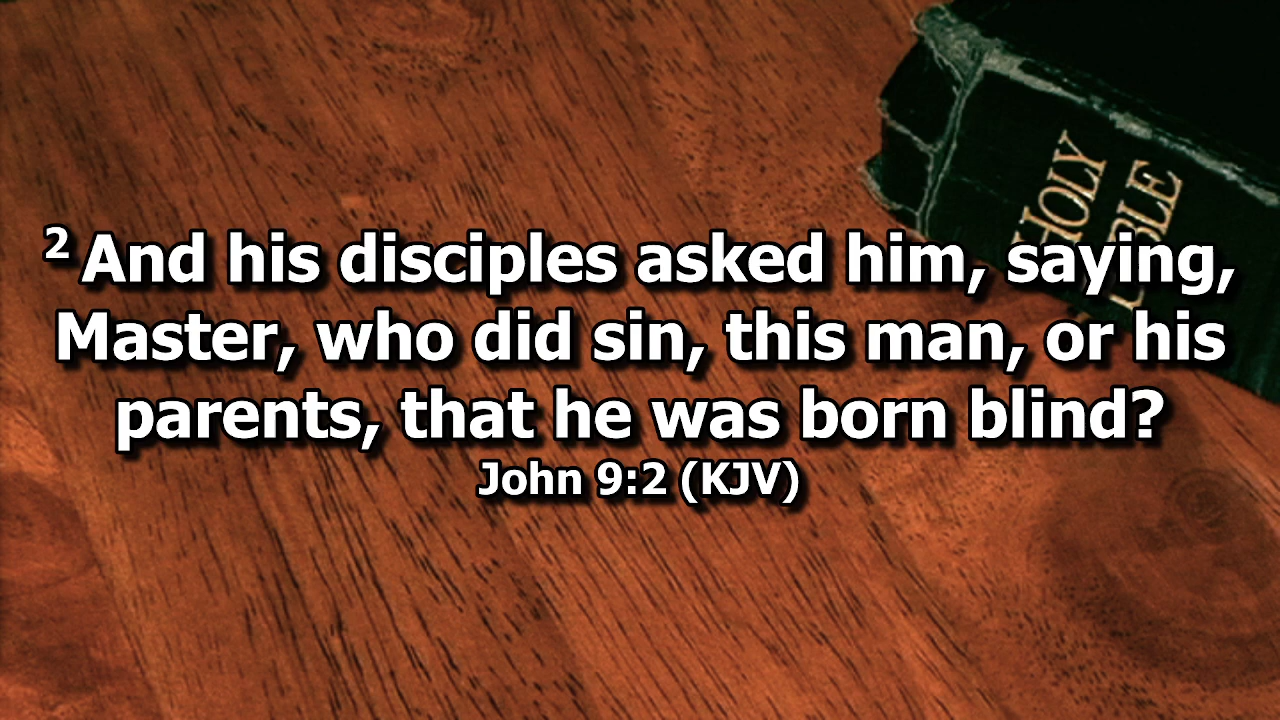 HOLY
BIBLE
2 And his disciples asked him, saying,
Master, who did sin, this man, or his
parents, that he was born blind?
John 9:2 (KJV)